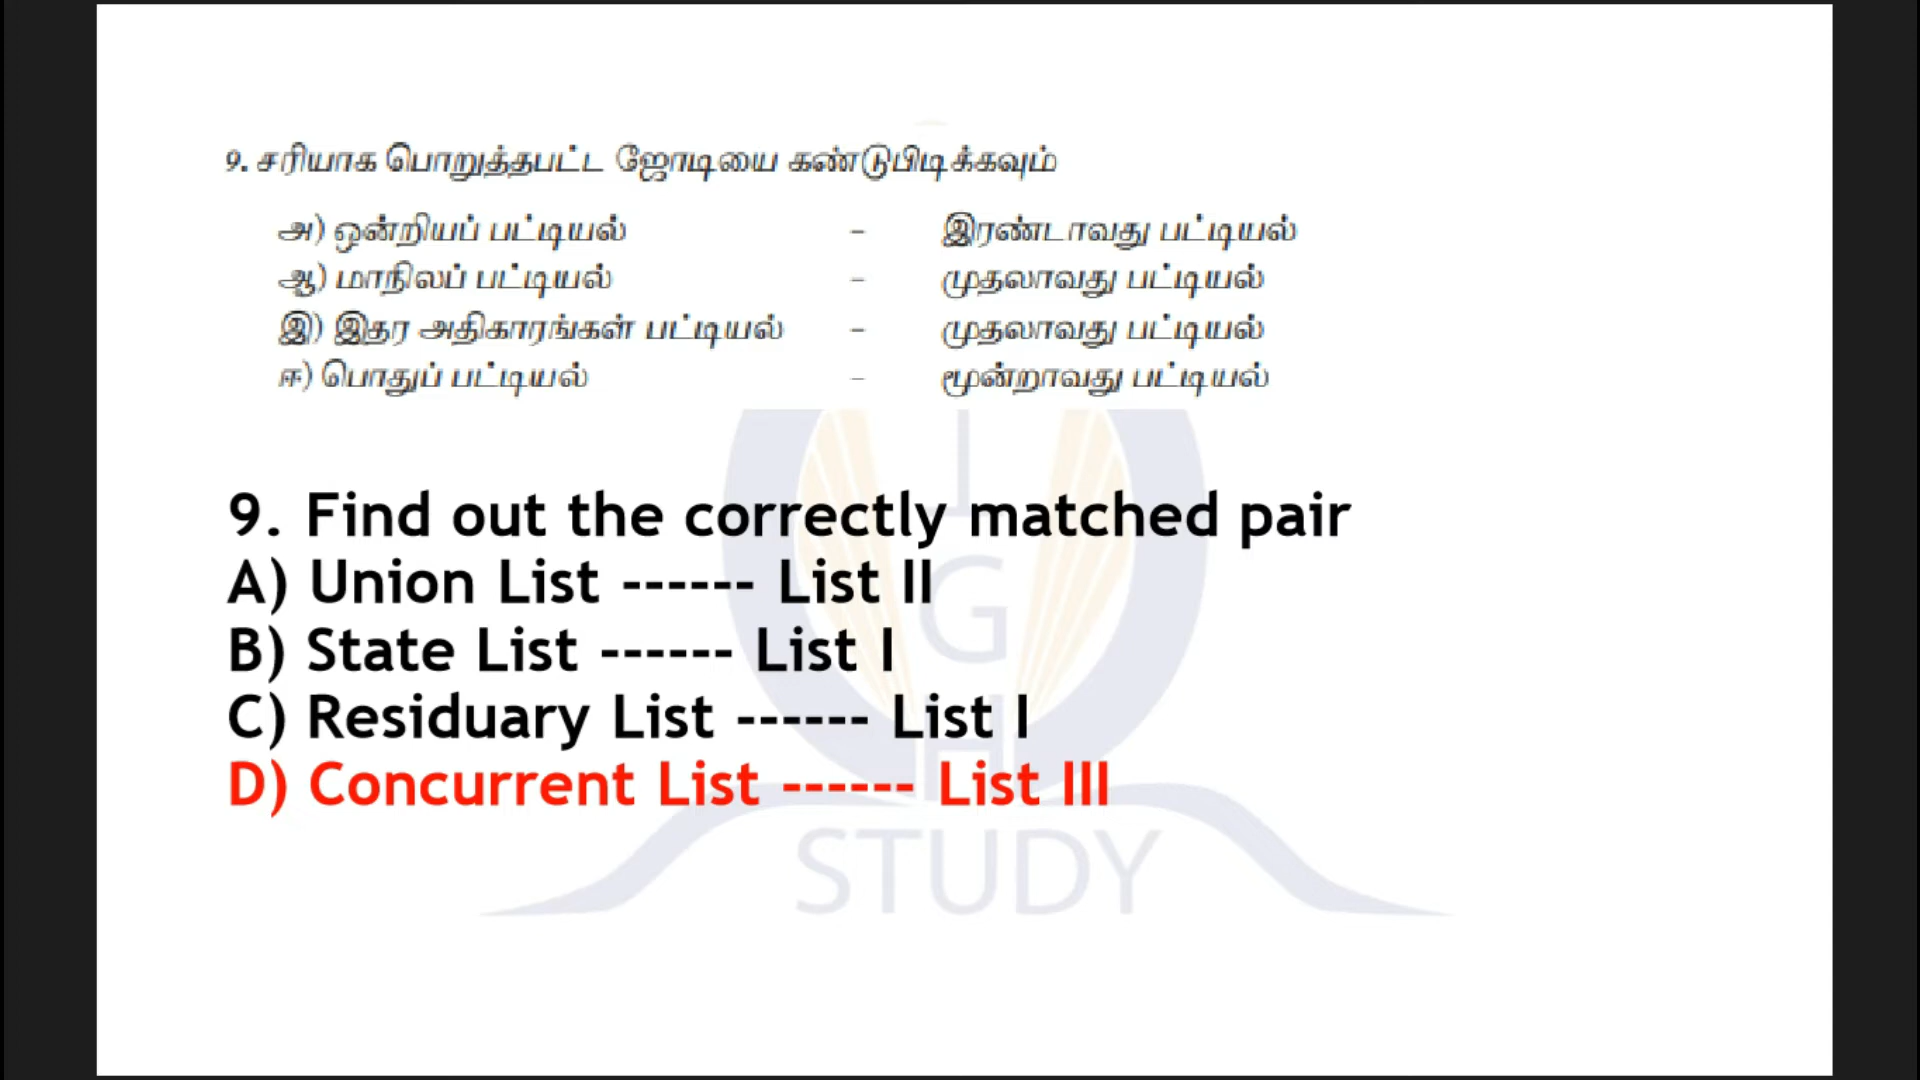 9. சரியாக பொறுத்தபட்ட ஜோடியை கண்டுபிடிக்கவும்
அ) ஒன்றியப் பட்டியல் - இரண்டாவது பட்டியல்
ஆ) மாநிலப் பட்டியல் - முதலாவது பட்டியல்
இ) இதர அதிகாரங்கள் பட்டியல் - முதலாவது பட்டியல்
ஈ) பொதுப் பட்டியல் - மூன்றாவது பட்டியல்
9. Find out the correctly matched pair
A) Union List ------ List II
B) State List ------ List I
C) Residuary List ------ List I
D) Concurrent List ------ List III
I
G
H
STUDY